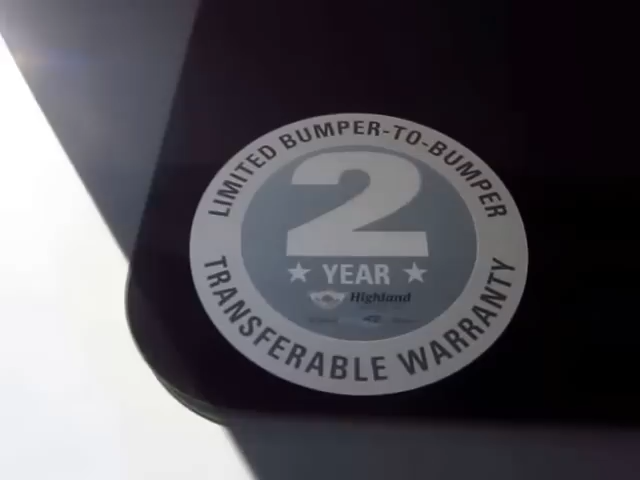 LIMITED BUMPER-TO-BUMPER
2
★ YEAR ★
Highland
TRANSFERABLE WARRANTY